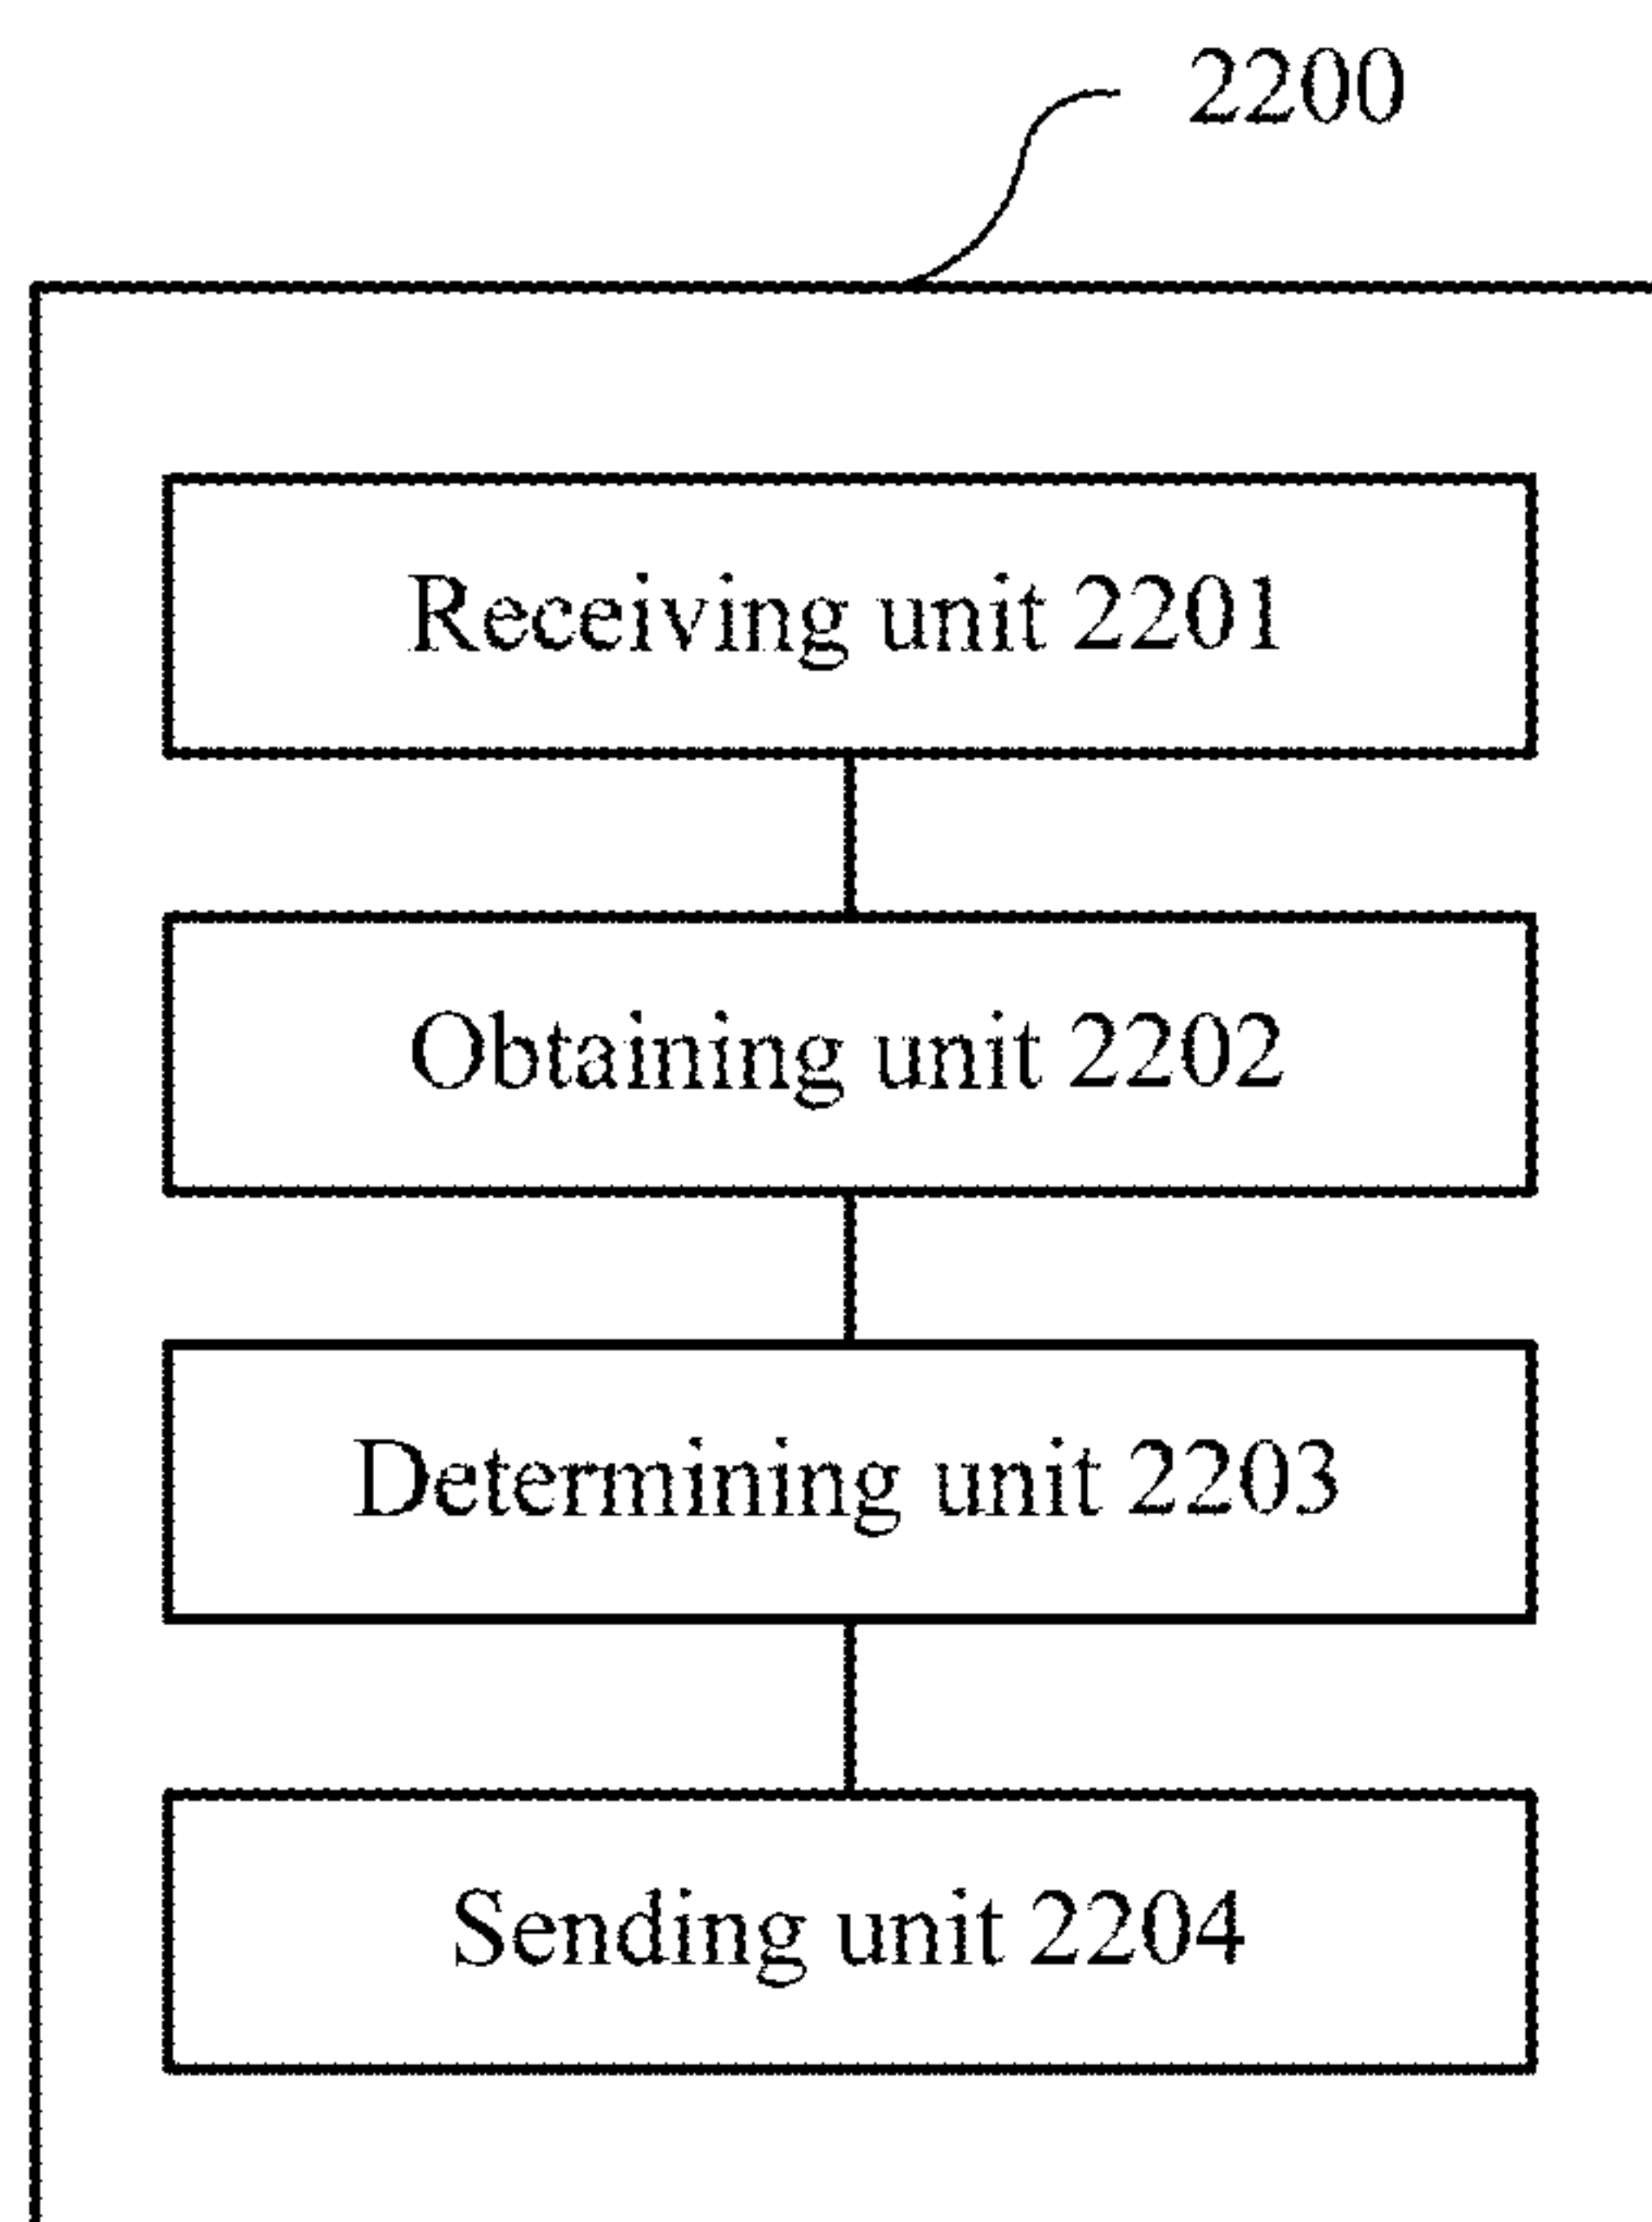 2200
Receiving unit 2201
Obtaining unit 2202
Determining unit 2203
Sending unit 2204